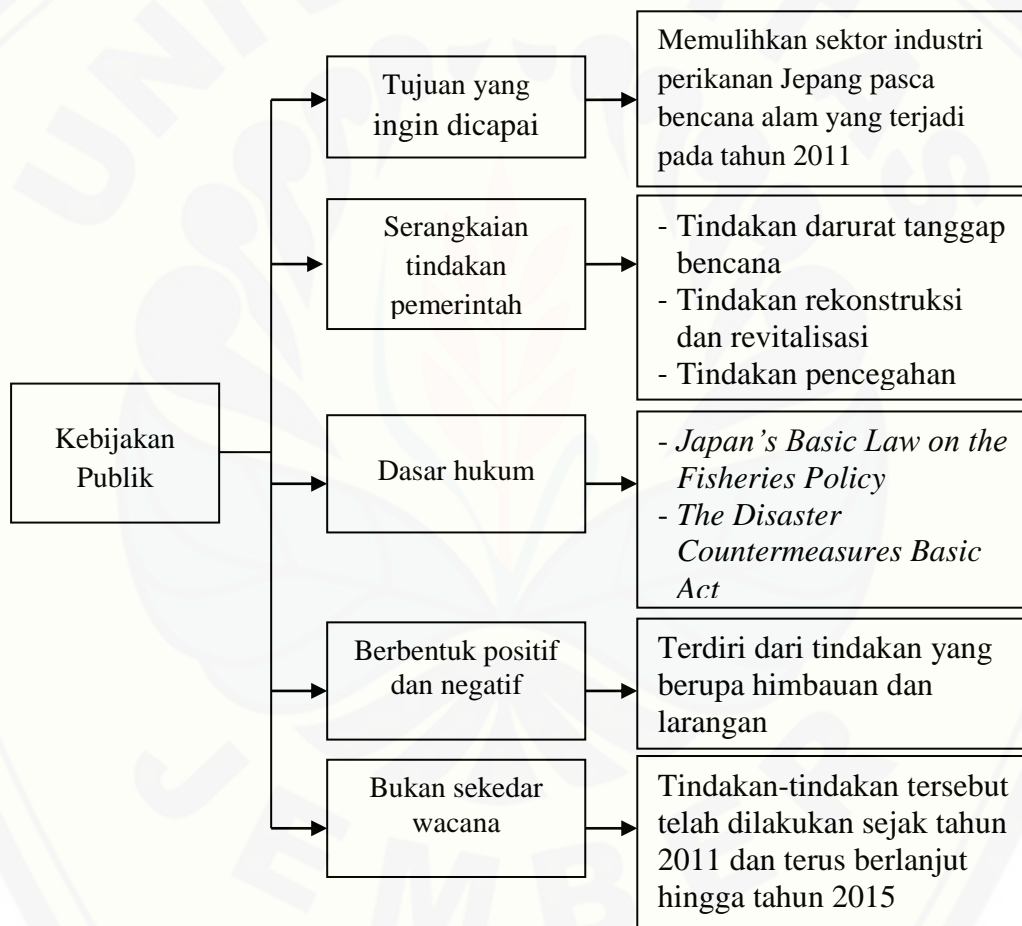 Kebijakan
Publik
Tujuan yang
ingin dicapai
Memulihkan sektor industri
perikanan Jepang pasca
bencana alam yang terjadi
pada tahun 2011
Serangkaian
tindakan
pemerintah
- Tindakan darurat tanggap
bencana
- Tindakan rekonstruksi
dan revitalisasi
- Tindakan pencegahan
Dasar hukum
- Japan's Basic Law on the
Fisheries Policy
- The Disaster
Countermeasures Basic
Act
Berbentuk positif
dan negatif
Terdiri dari tindakan yang
berupa himbauan dan
larangan
Bukan sekedar
wacana
Tindakan-tindakan tersebut
telah dilakukan sejak tahun
2011 dan terus berlanjut
hingga tahun 2015
JEMBER